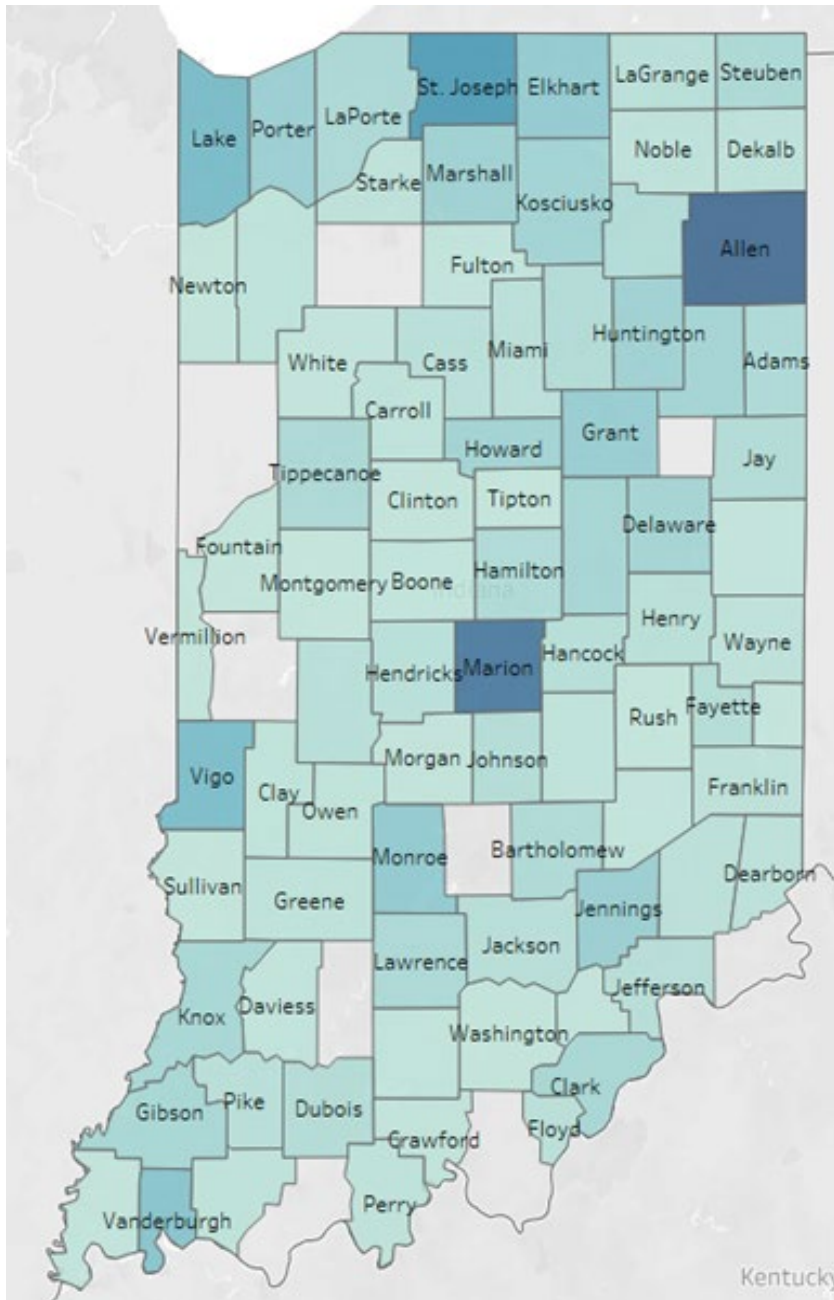 LaGrange
Steuben
St. Joseph
Elkhart
LaPorte
Porter
Lake
Noble
Dekalb
Marshall
Starke
Kosciusko
Allen
Fulton
Newton
Huntington
Miami
White
Cass
Adams
Carroll
Grant
Howard
Jay
Tippecanoe
Clinton
Tipton
Delaware
Fountain
Hamilton
Montgomery
Boone
Indiana
Henry
Vermillion
Wayne
Hancock
Hendricks
Marion
Fayette
Rush
Morgan
Johnson
Vigo
Franklin
Clay
Owen
Monroe
Bartholomew
Dearborn
Sullivan
Greene
Jennings
Jackson
Lawrence
Jefferson
Daviess
Knox
Washington
Clark
Pike
Dubois
Gibson
Floyd
Crawford
Perry
Vanderburgh
Kentucky